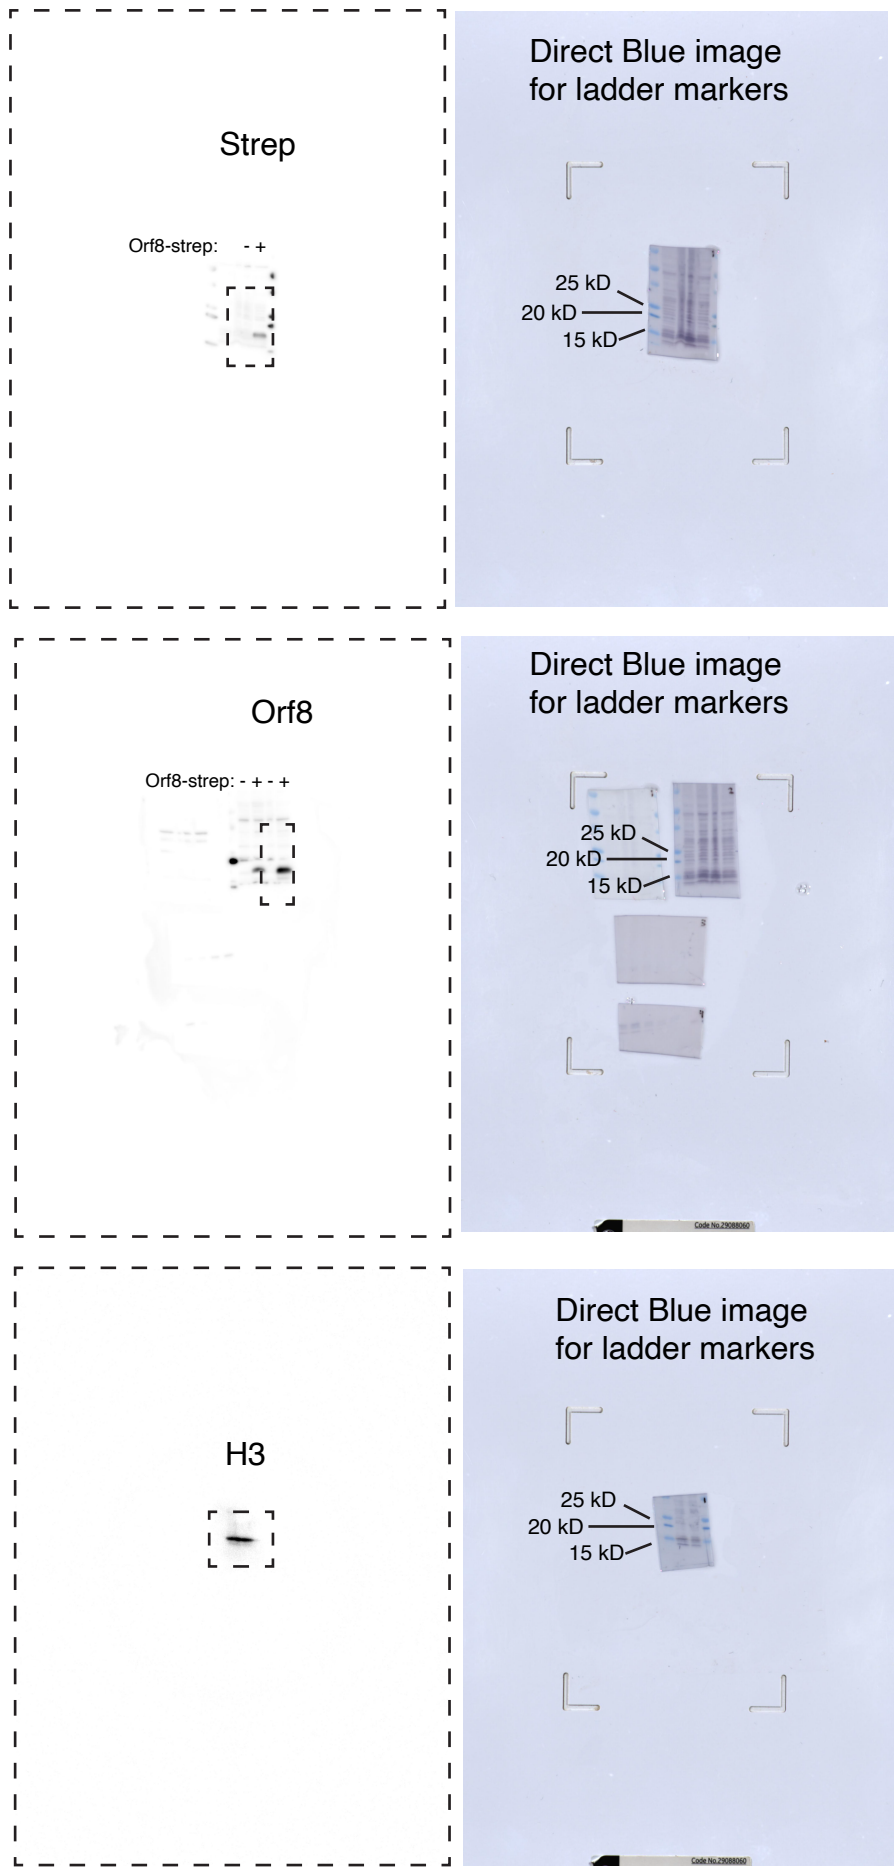 Strep
Orf8-strep: - +
Direct Blue image
for ladder markers
25 kD
20 kD
15 kD
Orf8
Orf8-strep: - + - +
Direct Blue image
for ladder markers
25 kD
20 kD
15 kD
Code No.29088060
H3
Direct Blue image
for ladder markers
25 kD
20 kD
15 kD
Code No.29088060